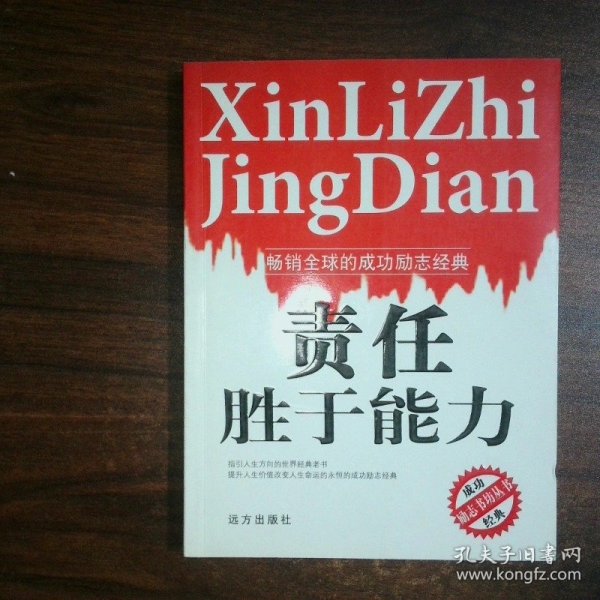 XinLiZhi
JingDian
畅销全球的成功励志经典
责任
胜于能力
指引人生方向的世界经典老书
提升人生价值改变人生命运的永恒的成功励志经典
成功
励志书坊丛书
经典
远方出版社
孔夫子旧书网
www.kongfz.com